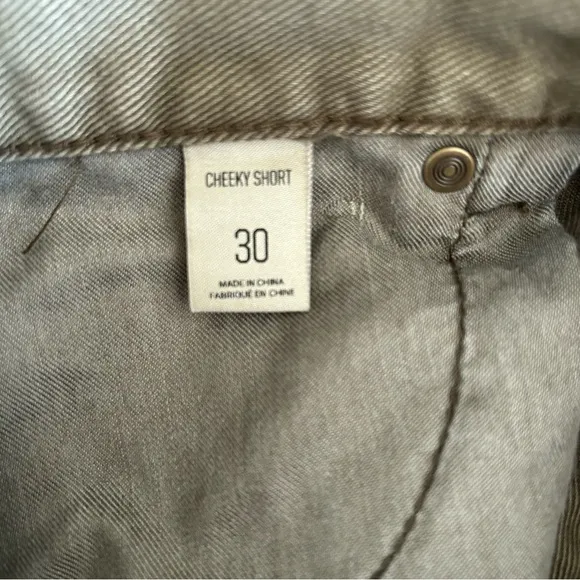 CHEEKY SHORT
30
MADE IN CHINA
FABRIQUÉ EN CHINE